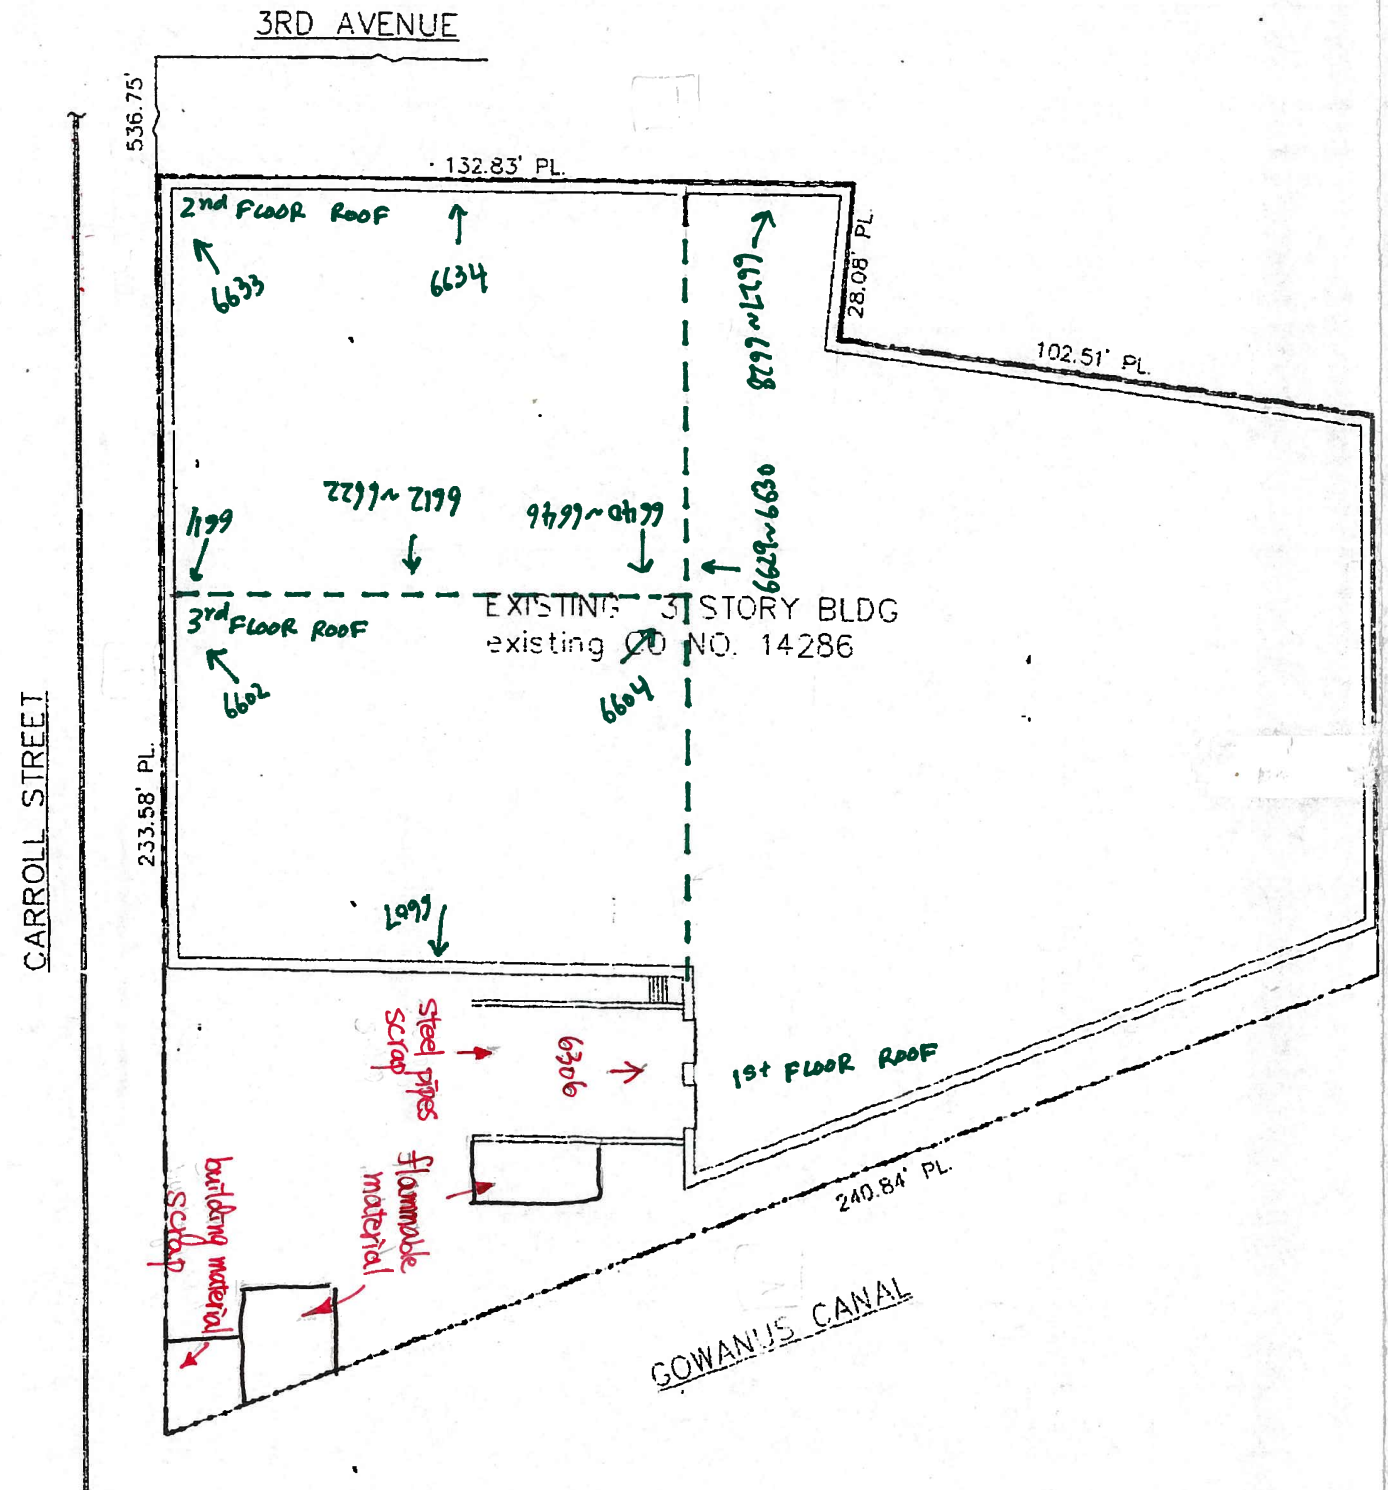 3RD AVENUE
536.75'
132.83' PL.
2nd FLOOR ROOF
6633
6634
6627~6628
28.08' PL.
102.51' PL.
6611
6612~6622
6640~6646
6629~6630
EXISTING 3 STORY BLDG
existing CO NO. 14286
3rd FLOOR ROOF
6602
6604
CARROLL STREET
233.58' PL.
6607
steel pipes
scrap
6306
1st FLOOR ROOF
flammable
material
building material
scrap
240.84' PL.
GOWANUS CANAL